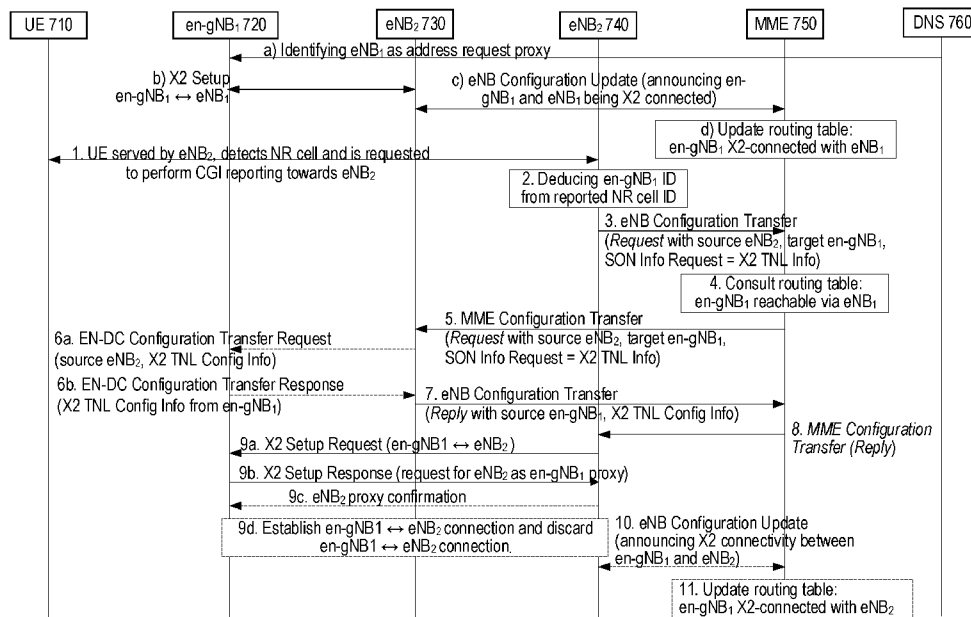 UE 710
en-gNB₁ 720
eNB₂ 730
eNB₂ 740
MME 750
DNS 760
a) Identifying eNB₁ as address request proxy
b) X2 Setup
en-gNB₁ ↔ eNB₁
c) eNB Configuration Update (announcing en-
gNB₁ and eNB₁ being X2 connected)
d) Update routing table:
en-gNB₁ X2-connected with eNB₁
1. UE served by eNB₂, detects NR cell and is requested
to perform CGI reporting towards eNB₂
2. Deducing en-gNB₁ ID
from reported NR cell ID
3. eNB Configuration Transfer
(Request with source eNB₂, target en-gNB₁,
SON Info Request = X2 TNL Info)
4. Consult routing table:
en-gNB₁ reachable via eNB₁
5. MME Configuration Transfer
(Request with source eNB₂, target en-gNB₁,
SON Info Request = X2 TNL Info)
6a. EN-DC Configuration Transfer Request
(source eNB₂, X2 TNL Config Info)
6b. EN-DC Configuration Transfer Response
(X2 TNL Config Info from en-gNB₁)
7. eNB Configuration Transfer
(Reply with source en-gNB₁, X2 TNL Config Info)
8. MME Configuration
Transfer (Reply)
9a. X2 Setup Request (en-gNB1 ↔ eNB₂)
9b. X2 Setup Response (request for eNB₂ as en-gNB₁ proxy)
9c. eNB₂ proxy confirmation
9d. Establish en-gNB1 ↔ eNB₂ connection and discard
en-gNB1 ↔ eNB₂ connection.
10. eNB Configuration Update
(announcing X2 connectivity between
en-gNB₁ and eNB₂)
11. Update routing table:
en-gNB₁ X2-connected with eNB₂